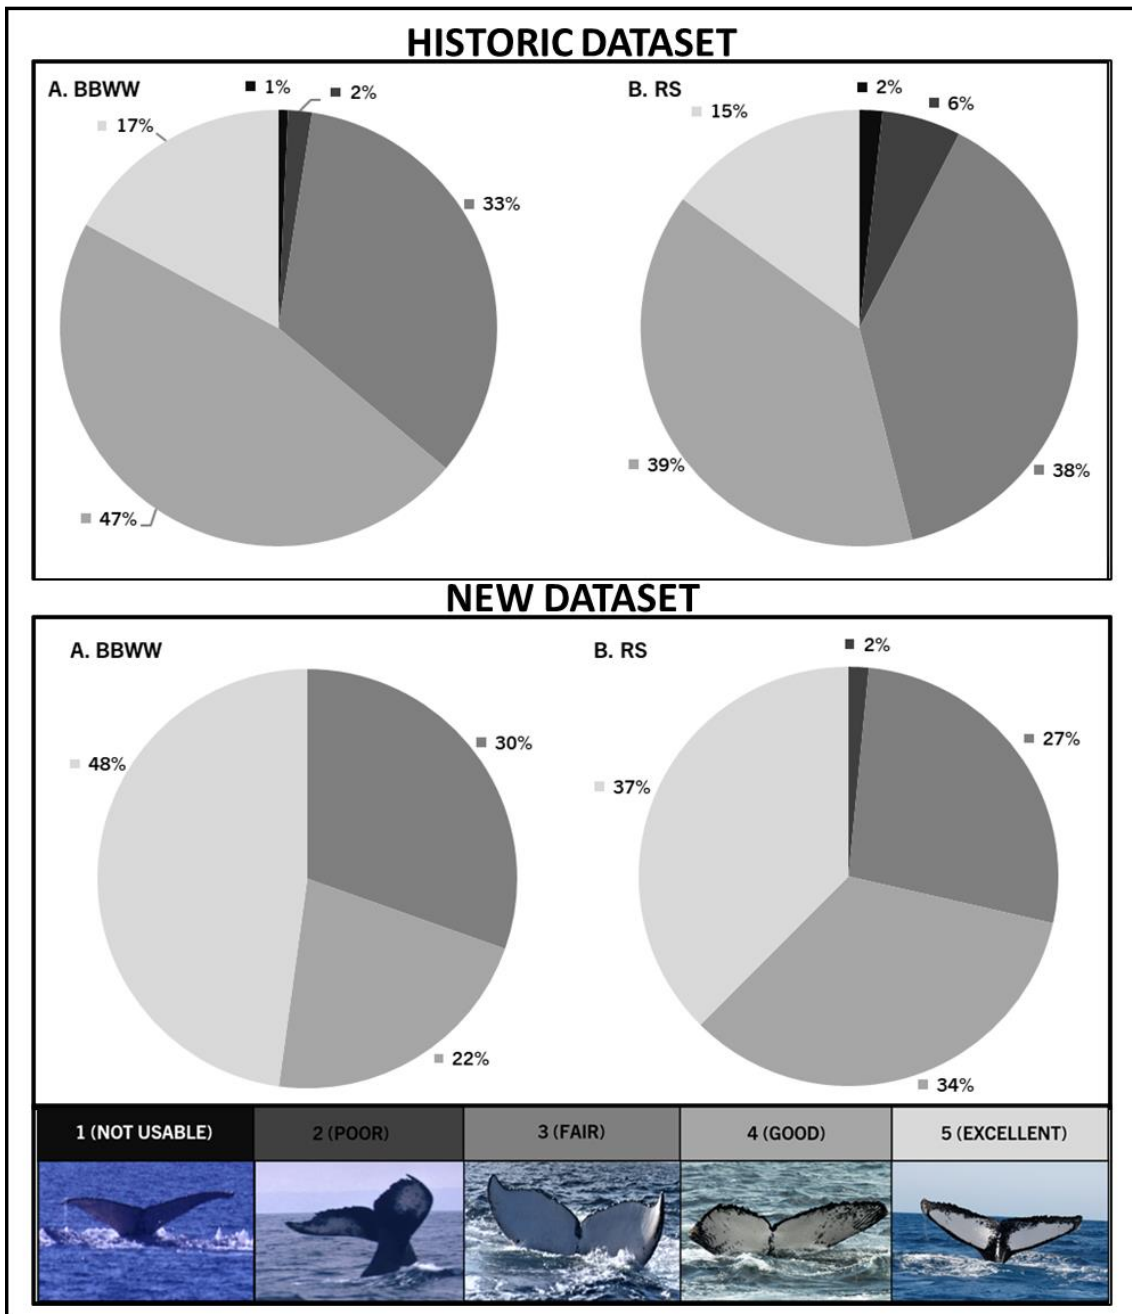 HISTORIC DATASET
A. BBWW
1%
2%
17%
33%
47%
B. RS
2%
6%
15%
38%
39%
NEW DATASET
A. BBWW
30%
48%
22%
B. RS
2%
27%
37%
34%
1 (NOT USABLE)
2 (POOR)
3 (FAIR)
4 (GOOD)
5 (EXCELLENT)